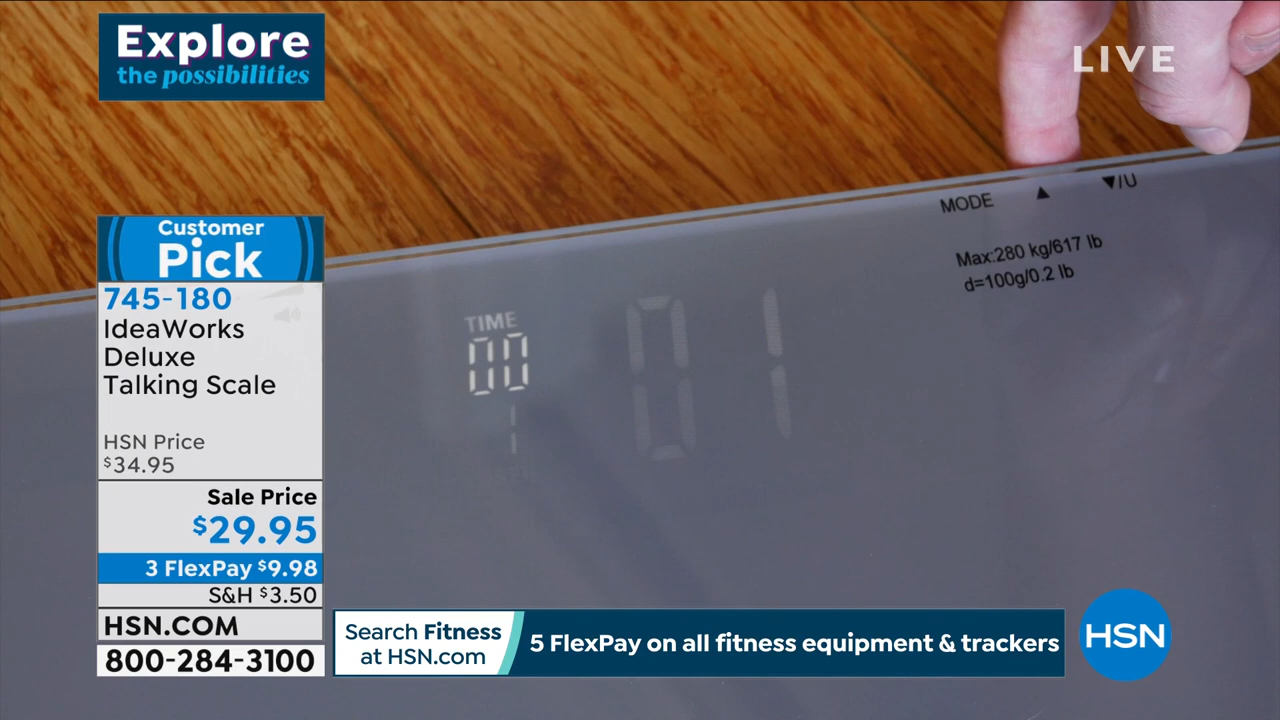 Explore
the possibilities
LIVE
Customer
Pick
745-180
IdeaWorks
Deluxe
Talking Scale
HSN Price
$34.95
Sale Price
$29.95
3 FlexPay $9.98
S&H $3.50
HSN.COM
800-284-3100
MODE ▲ ▼/U
Max:280 kg/617 lb
d=100g/0.2 lb
TIME
00
1
01
Search Fitness
at HSN.com
5 FlexPay on all fitness equipment & trackers
HSN